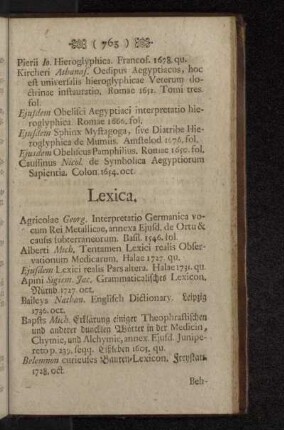 ( 763 )
Pierii Io. Hieroglyphica. Francof. 1678. qu.
Kircheri Athanas. Oedipus Aegyptiacus, hoc
est universalis hieroglyphicae Veterum do-
ctrinae instauratio, Romae 1652. Tomi tres.
fol.
Ejusdem Obelisci Aegyptiaci interpretatio hie-
roglyphica. Romae 1666. fol.
Ejusdem Sphinx Mystagoga, sive Diatribe Hie-
roglyphica de Mumiis. Amstelod 1676. fol.
Ejusdem Obeliscus Pamphilius. Romae 1650. fol.
Caussinus Nicol. de Symbolica Aegyptiorum
Sapientia. Colon. 1654. oct.
Lexica.
Agricolae Georg. Interpretatio Germanica vo-
cum Rei Metallicae, annexa Ejusd. de Ortu &
causis subterraneorum. Basil. 1546. fol.
Alberti Mich. Tentamen Lexici realis Obser-
vationum Medicarum. Halae 1727. qu.
Ejusdem Lexici realis Pars altera. Halae 1731. qu.
Apini Sigism. Jac. Grammaticalisches Lexicon.
Nürnb. 1727. oct.
Baileys Nathan. Englisch Dictionary. Leipzig
1736. oct.
Bapsts Mich. Erklärung einiger Theophrastischen
und anderer dunckeln Wörter in der Medicin,
Chymie, und Alchymie, annex. Ejusd. Junipe-
reto p. 233. seqq. Eißleben 1605. qu.
Belemnon curieuses Bauren-Lexicon. Freystatt
1728. oct.
Beh-